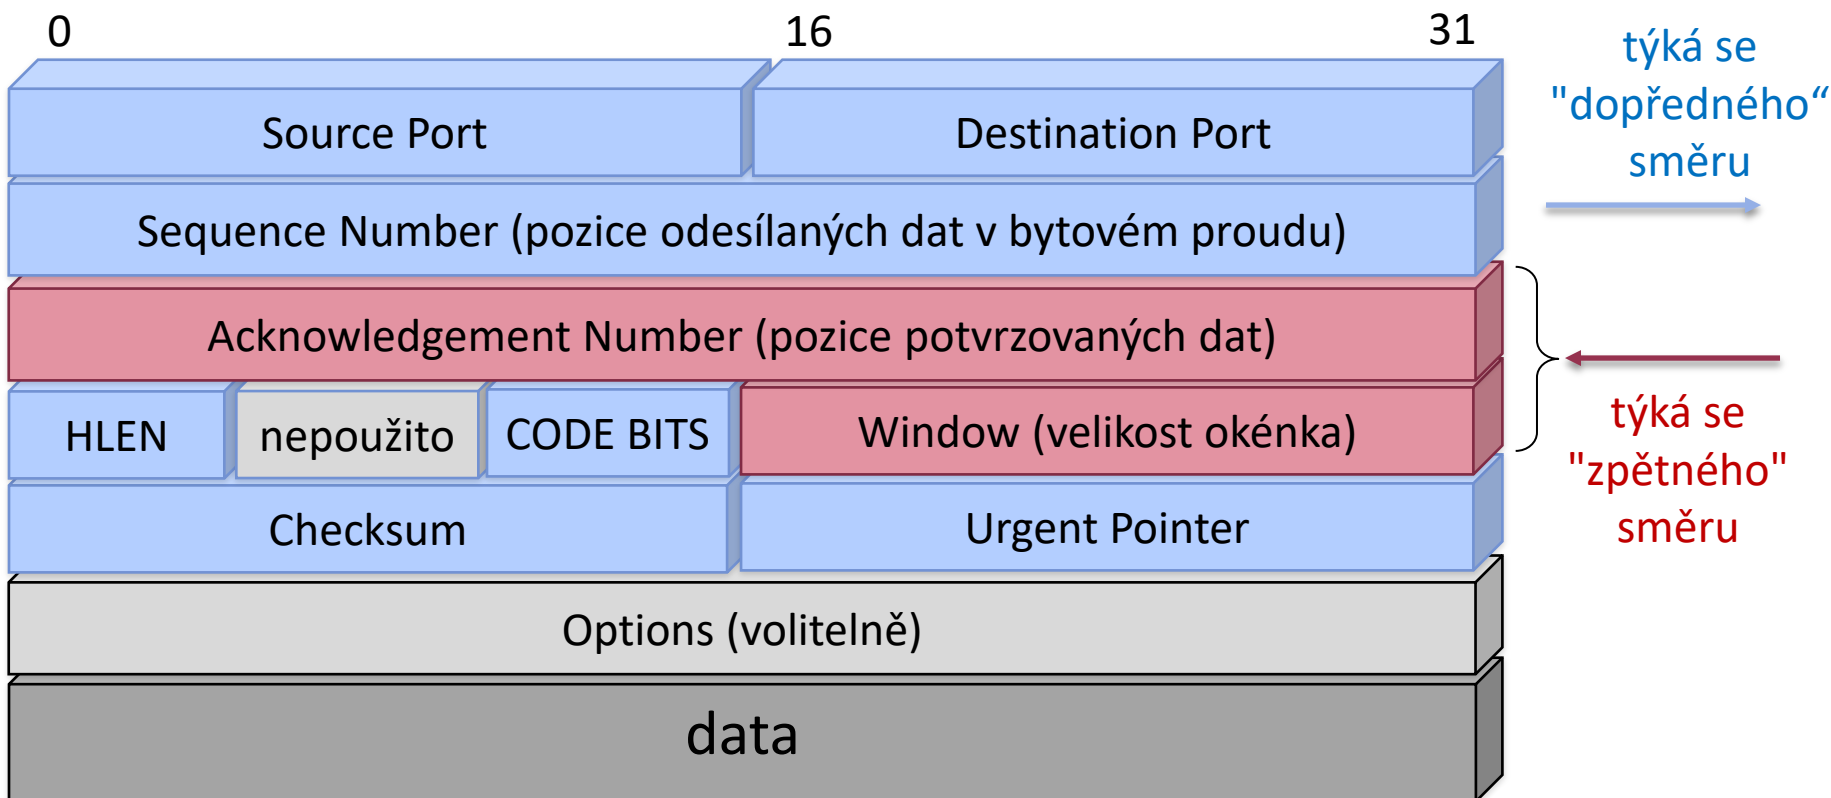 0 16 31
Source Port Destination Port
Sequence Number (pozice odesílaných dat v bytovém proudu)
Acknowledgement Number (pozice potvrzovaných dat)
HLEN nepoužito CODE BITS Window (velikost okénka)
Checksum Urgent Pointer
Options (volitelně)
data
týká se
"dopředného“
směru
týká se
"zpětného"
směru